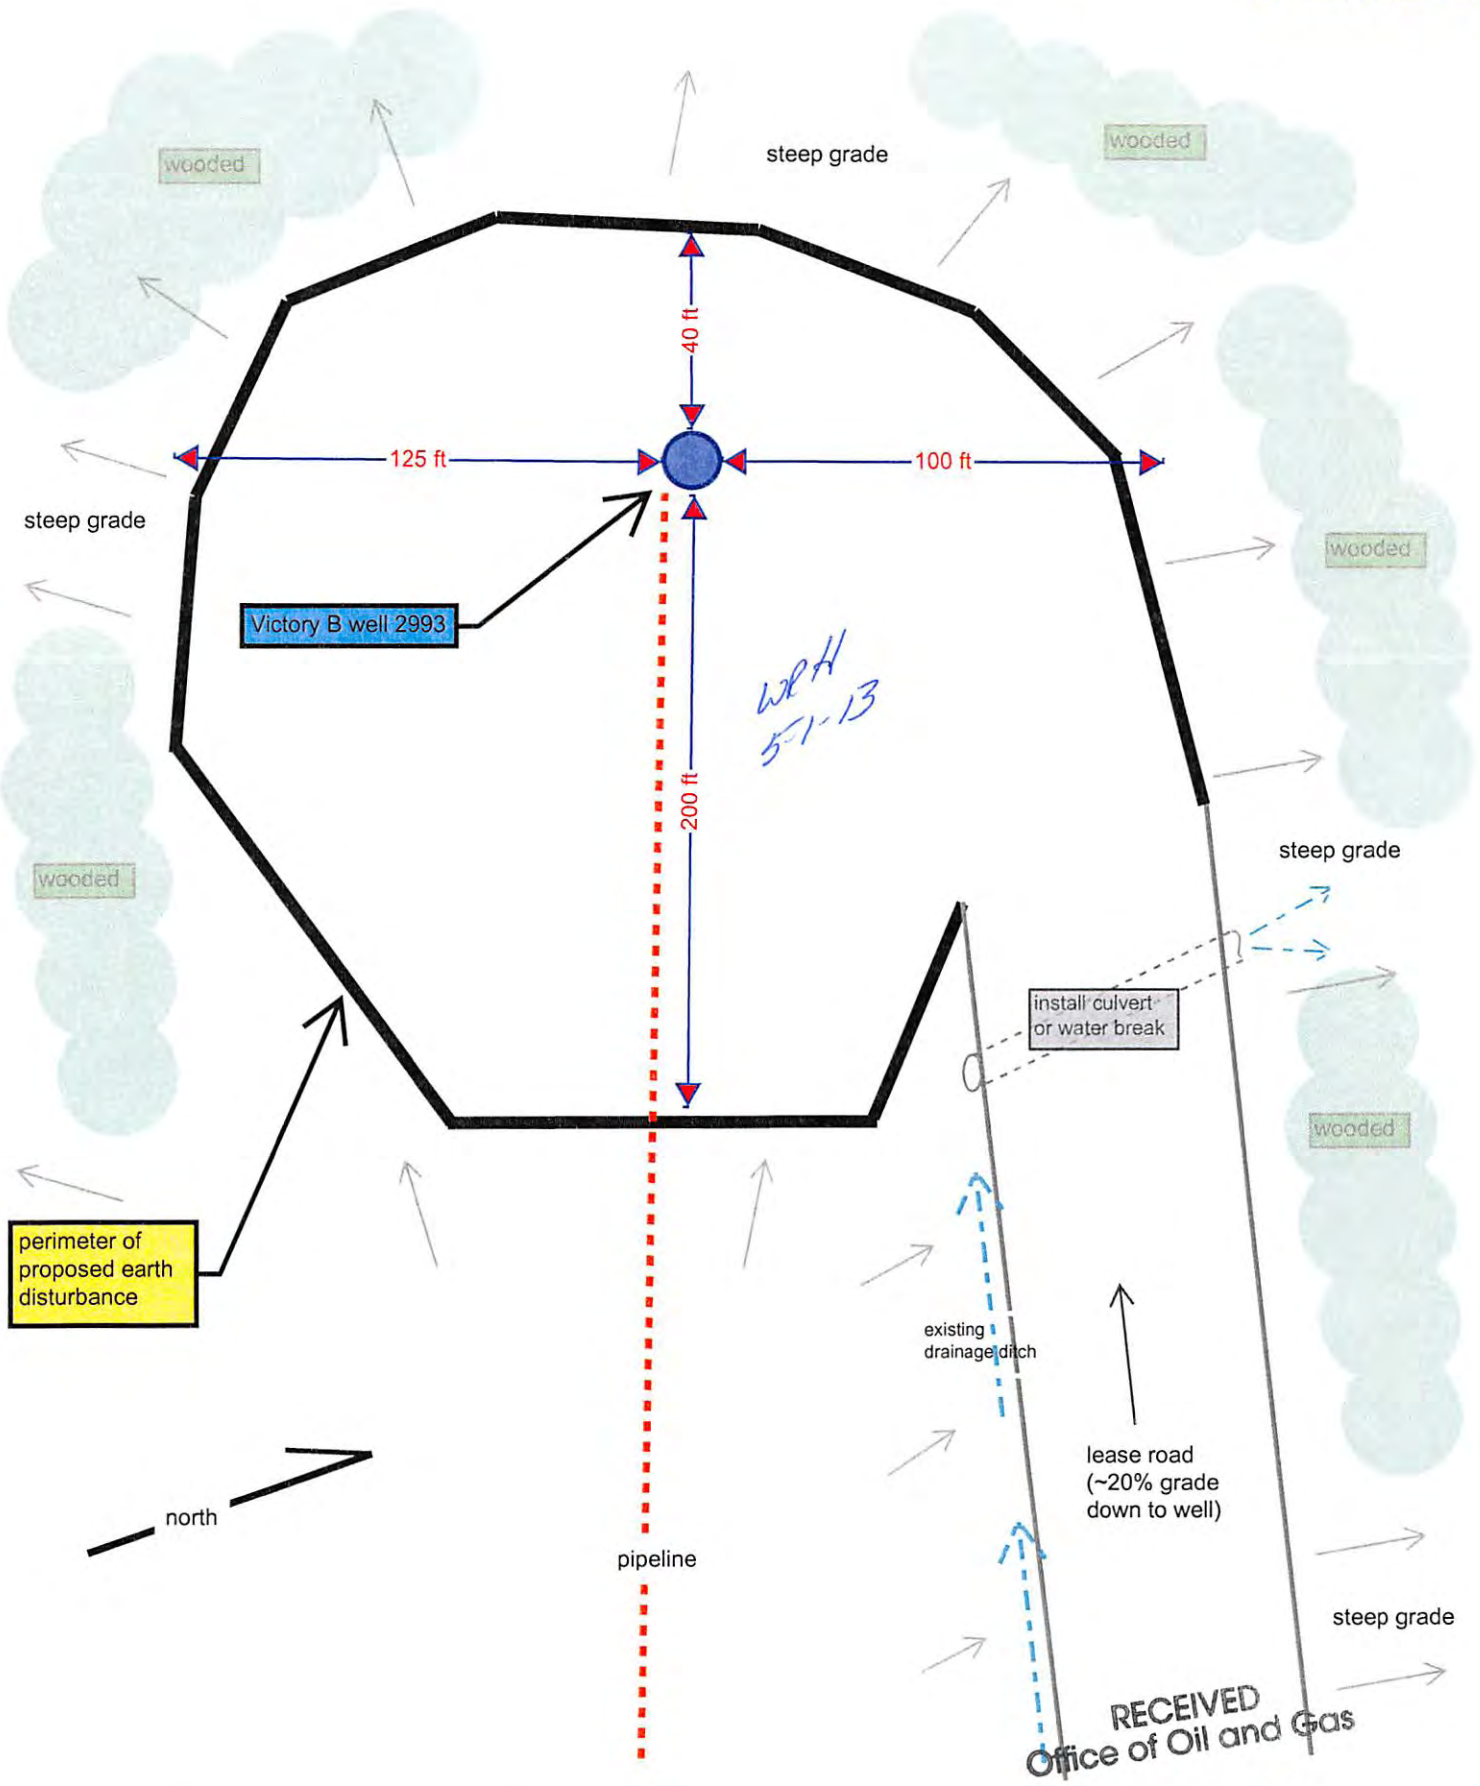 wooded
steep grade
wooded
40 ft
125 ft
100 ft
steep grade
wooded
Victory B well 2993
WRH
5-1-13
200 ft
steep grade
wooded
install culvert
or water break
wooded
perimeter of
proposed earth
disturbance
existing
drainage ditch
lease road
(~20% grade
down to well)
north
pipeline
steep grade
RECEIVED
Office of Oil and Gas